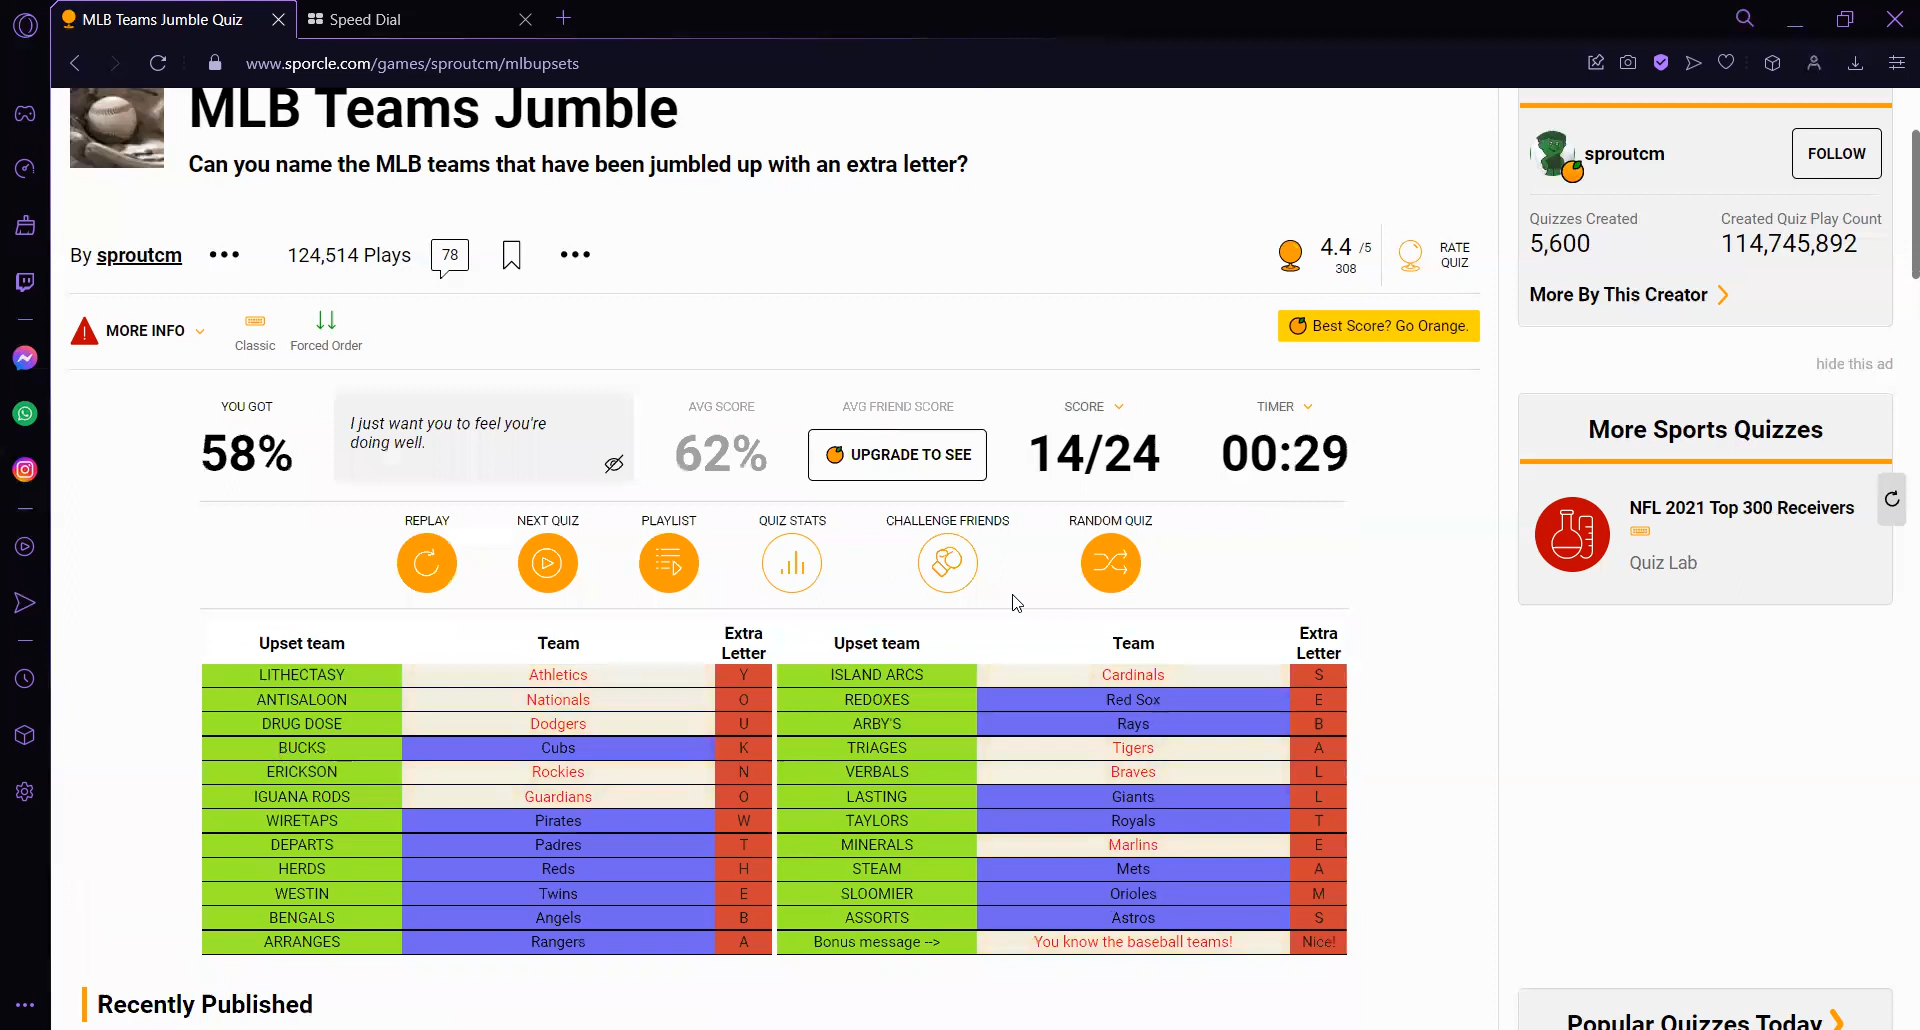 MLB Teams Jumble Quiz
Speed Dial
www.sporcle.com/games/sproutcm/mlbupsets
MLB Teams Jumble
Can you name the MLB teams that have been jumbled up with an extra letter?
By sproutcm
124,514 Plays
78
4.4 /5
308
RATE QUIZ
MORE INFO
Classic
Forced Order
Best Score? Go Orange.
YOU GOT
58%
I just want you to feel you're
doing well.
AVG SCORE
62%
AVG FRIEND SCORE
UPGRADE TO SEE
SCORE
14/24
TIMER
00:29
REPLAY
NEXT QUIZ
PLAYLIST
QUIZ STATS
CHALLENGE FRIENDS
RANDOM QUIZ
Upset team Team Extra Letter
LITHECTASY Athletics Y
ANTISALOON Nationals O
DRUG DOSE Dodgers U
BUCKS Cubs K
ERICKSON Rockies N
IGUANA RODS Guardians O
WIRETAPS Pirates W
DEPARTS Padres T
HERDS Reds H
WESTIN Twins E
BENGALS Angels B
ARRANGES Rangers A
Upset team Team Extra Letter
ISLAND ARCS Cardinals S
REDOXES Red Sox E
ARBY'S Rays B
TRIAGES Tigers A
VERBALS Braves L
LASTING Giants L
TAYLORS Royals T
MINERALS Marlins E
STEAM Mets A
SLOOMIER Orioles M
ASSORTS Astros S
Bonus message --> You know the baseball teams! Nice!
Recently Published
sproutcm
FOLLOW
Quizzes Created
5,600
Created Quiz Play Count
114,745,892
More By This Creator
hide this ad
More Sports Quizzes
NFL 2021 Top 300 Receivers
Quiz Lab
Popular Quizzes Today